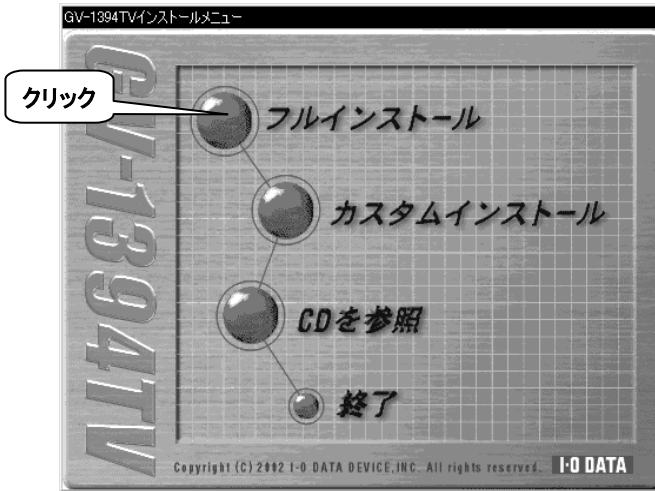 GV-1394TVインストールメニュー
クリック
GV-1394TV
フルインストール
カスタムインストール
CDを参照
終了
Copyright (C) 2002 I-O DATA DEVICE,INC. All rights reserved.
I·O DATA